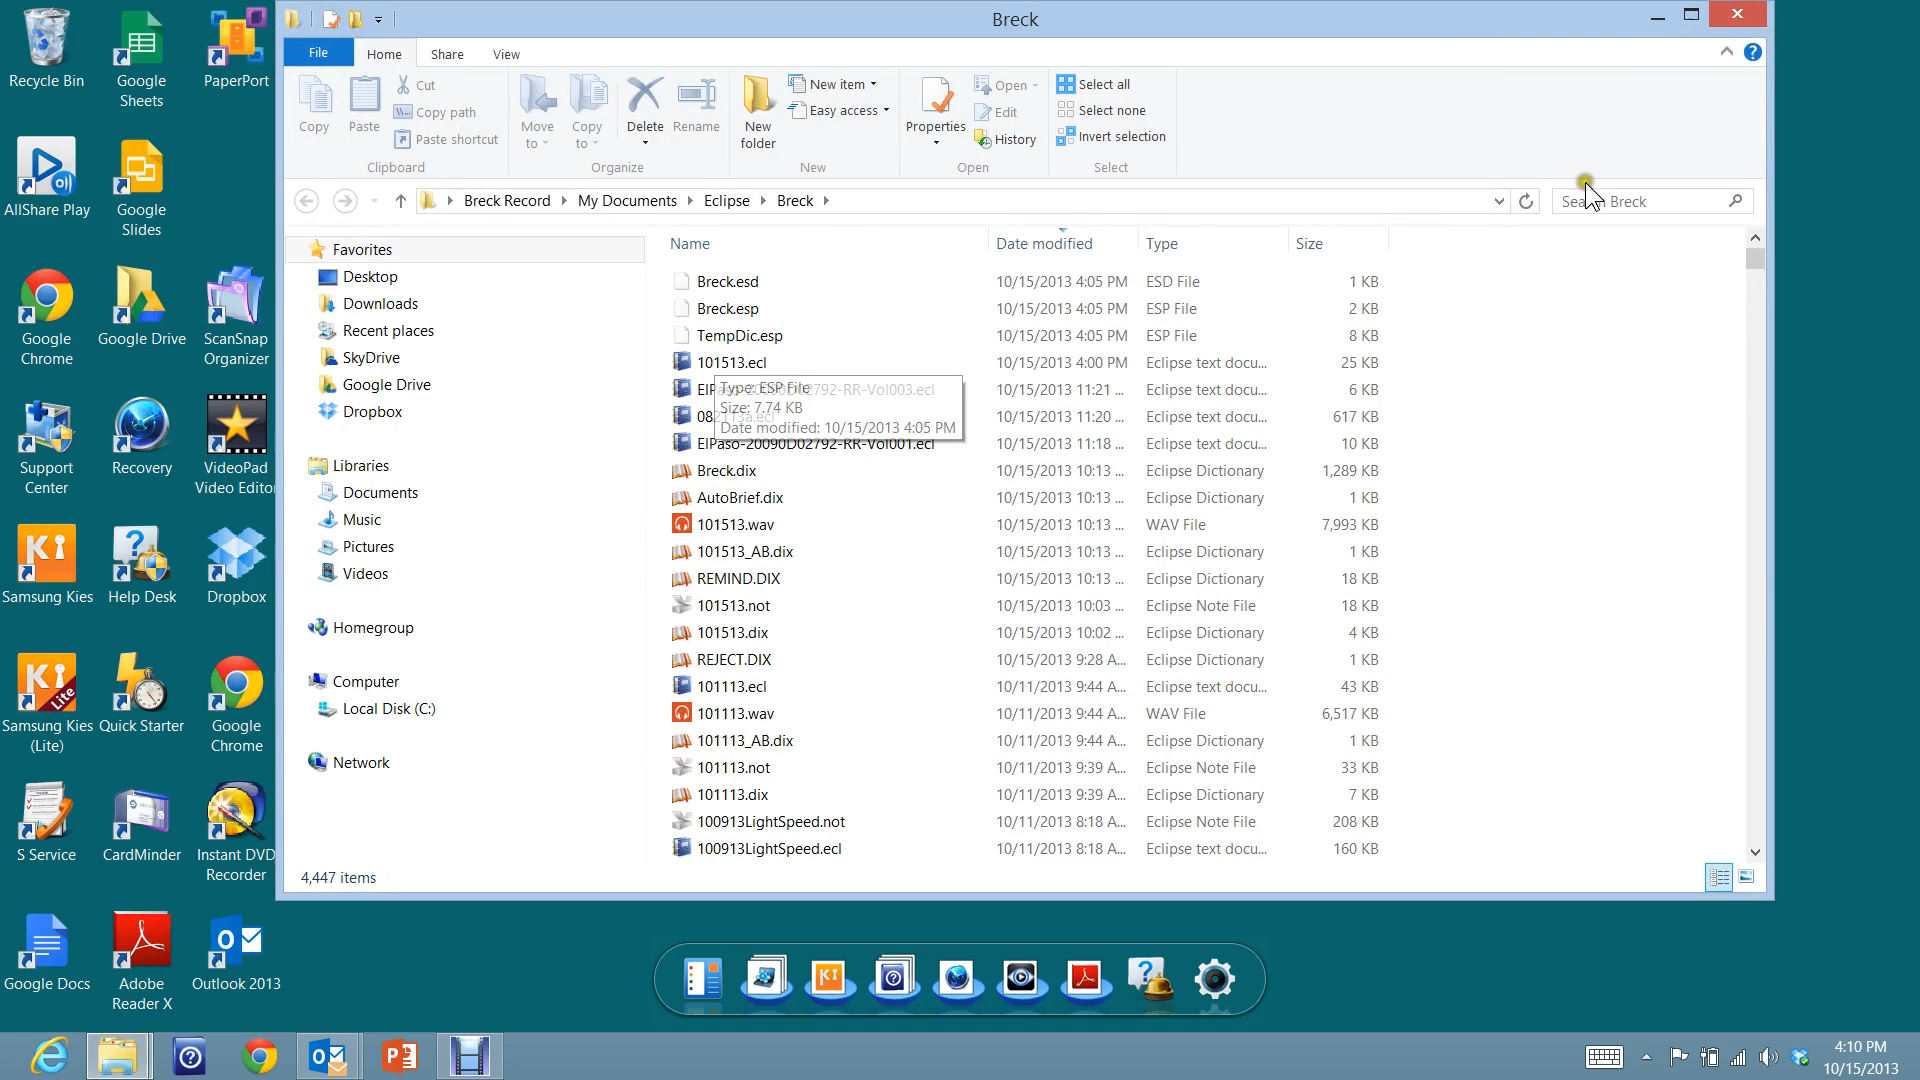 Recycle Bin
Google Sheets
PaperPort
AllShare Play
Google Slides
Google Chrome
Google Drive
ScanSnap Organizer
Support Center
Recovery
VideoPad Video Edito
Samsung Kies
Help Desk
Dropbox
Samsung Kies (Lite)
Quick Starter
Google Chrome
S Service
CardMinder
Instant DVD Recorder
Google Docs
Adobe Reader X
Outlook 2013
Breck
File Home Share View
Copy
Paste
Cut
Copy path
Paste shortcut
Clipboard
Move to
Copy to
Delete
Rename
Organize
New folder
New item
Easy access
New
Properties
Open
Edit
History
Open
Select all
Select none
Invert selection
Select
Breck Record My Documents Eclipse Breck
Breck
Favorites
Desktop
Downloads
Recent places
SkyDrive
Google Drive
Dropbox
Libraries
Documents
Music
Pictures
Videos
Homegroup
Computer
Local Disk (C:)
Network
Name Date modified Type Size
Breck.esd 10/15/2013 4:05 PM ESD File 1 KB
Breck.esp 10/15/2013 4:05 PM ESP File 2 KB
TempDic.esp 10/15/2013 4:05 PM ESP File 8 KB
101513.ecl 10/15/2013 4:00 PM Eclipse text docu... 25 KB
10/15/2013 11:21 ... Eclipse text docu... 6 KB
10/15/2013 11:20 ... Eclipse text docu... 617 KB
ElPaso-20090D02792-RR-Vol001.ecl 10/15/2013 11:18 ... Eclipse text docu... 10 KB
Type: ESP File
Size: 7.74 KB
Date modified: 10/15/2013 4:05 PM
Breck.dix 10/15/2013 10:13 ... Eclipse Dictionary 1,289 KB
AutoBrief.dix 10/15/2013 10:13 ... Eclipse Dictionary 1 KB
101513.wav 10/15/2013 10:13 ... WAV File 7,993 KB
101513_AB.dix 10/15/2013 10:13 ... Eclipse Dictionary 1 KB
REMIND.DIX 10/15/2013 10:13 ... Eclipse Dictionary 18 KB
101513.not 10/15/2013 10:03 ... Eclipse Note File 18 KB
101513.dix 10/15/2013 10:02 ... Eclipse Dictionary 4 KB
REJECT.DIX 10/15/2013 9:28 A... Eclipse Dictionary 1 KB
101113.ecl 10/11/2013 9:44 A... Eclipse text docu... 43 KB
101113.wav 10/11/2013 9:44 A... WAV File 6,517 KB
101113_AB.dix 10/11/2013 9:44 A... Eclipse Dictionary 1 KB
101113.not 10/11/2013 9:39 A... Eclipse Note File 33 KB
101113.dix 10/11/2013 9:39 A... Eclipse Dictionary 7 KB
100913LightSpeed.not 10/11/2013 8:18 A... Eclipse Note File 208 KB
100913LightSpeed.ecl 10/11/2013 8:18 A... Eclipse text docu... 160 KB
4,447 items
4:10 PM
10/15/2013